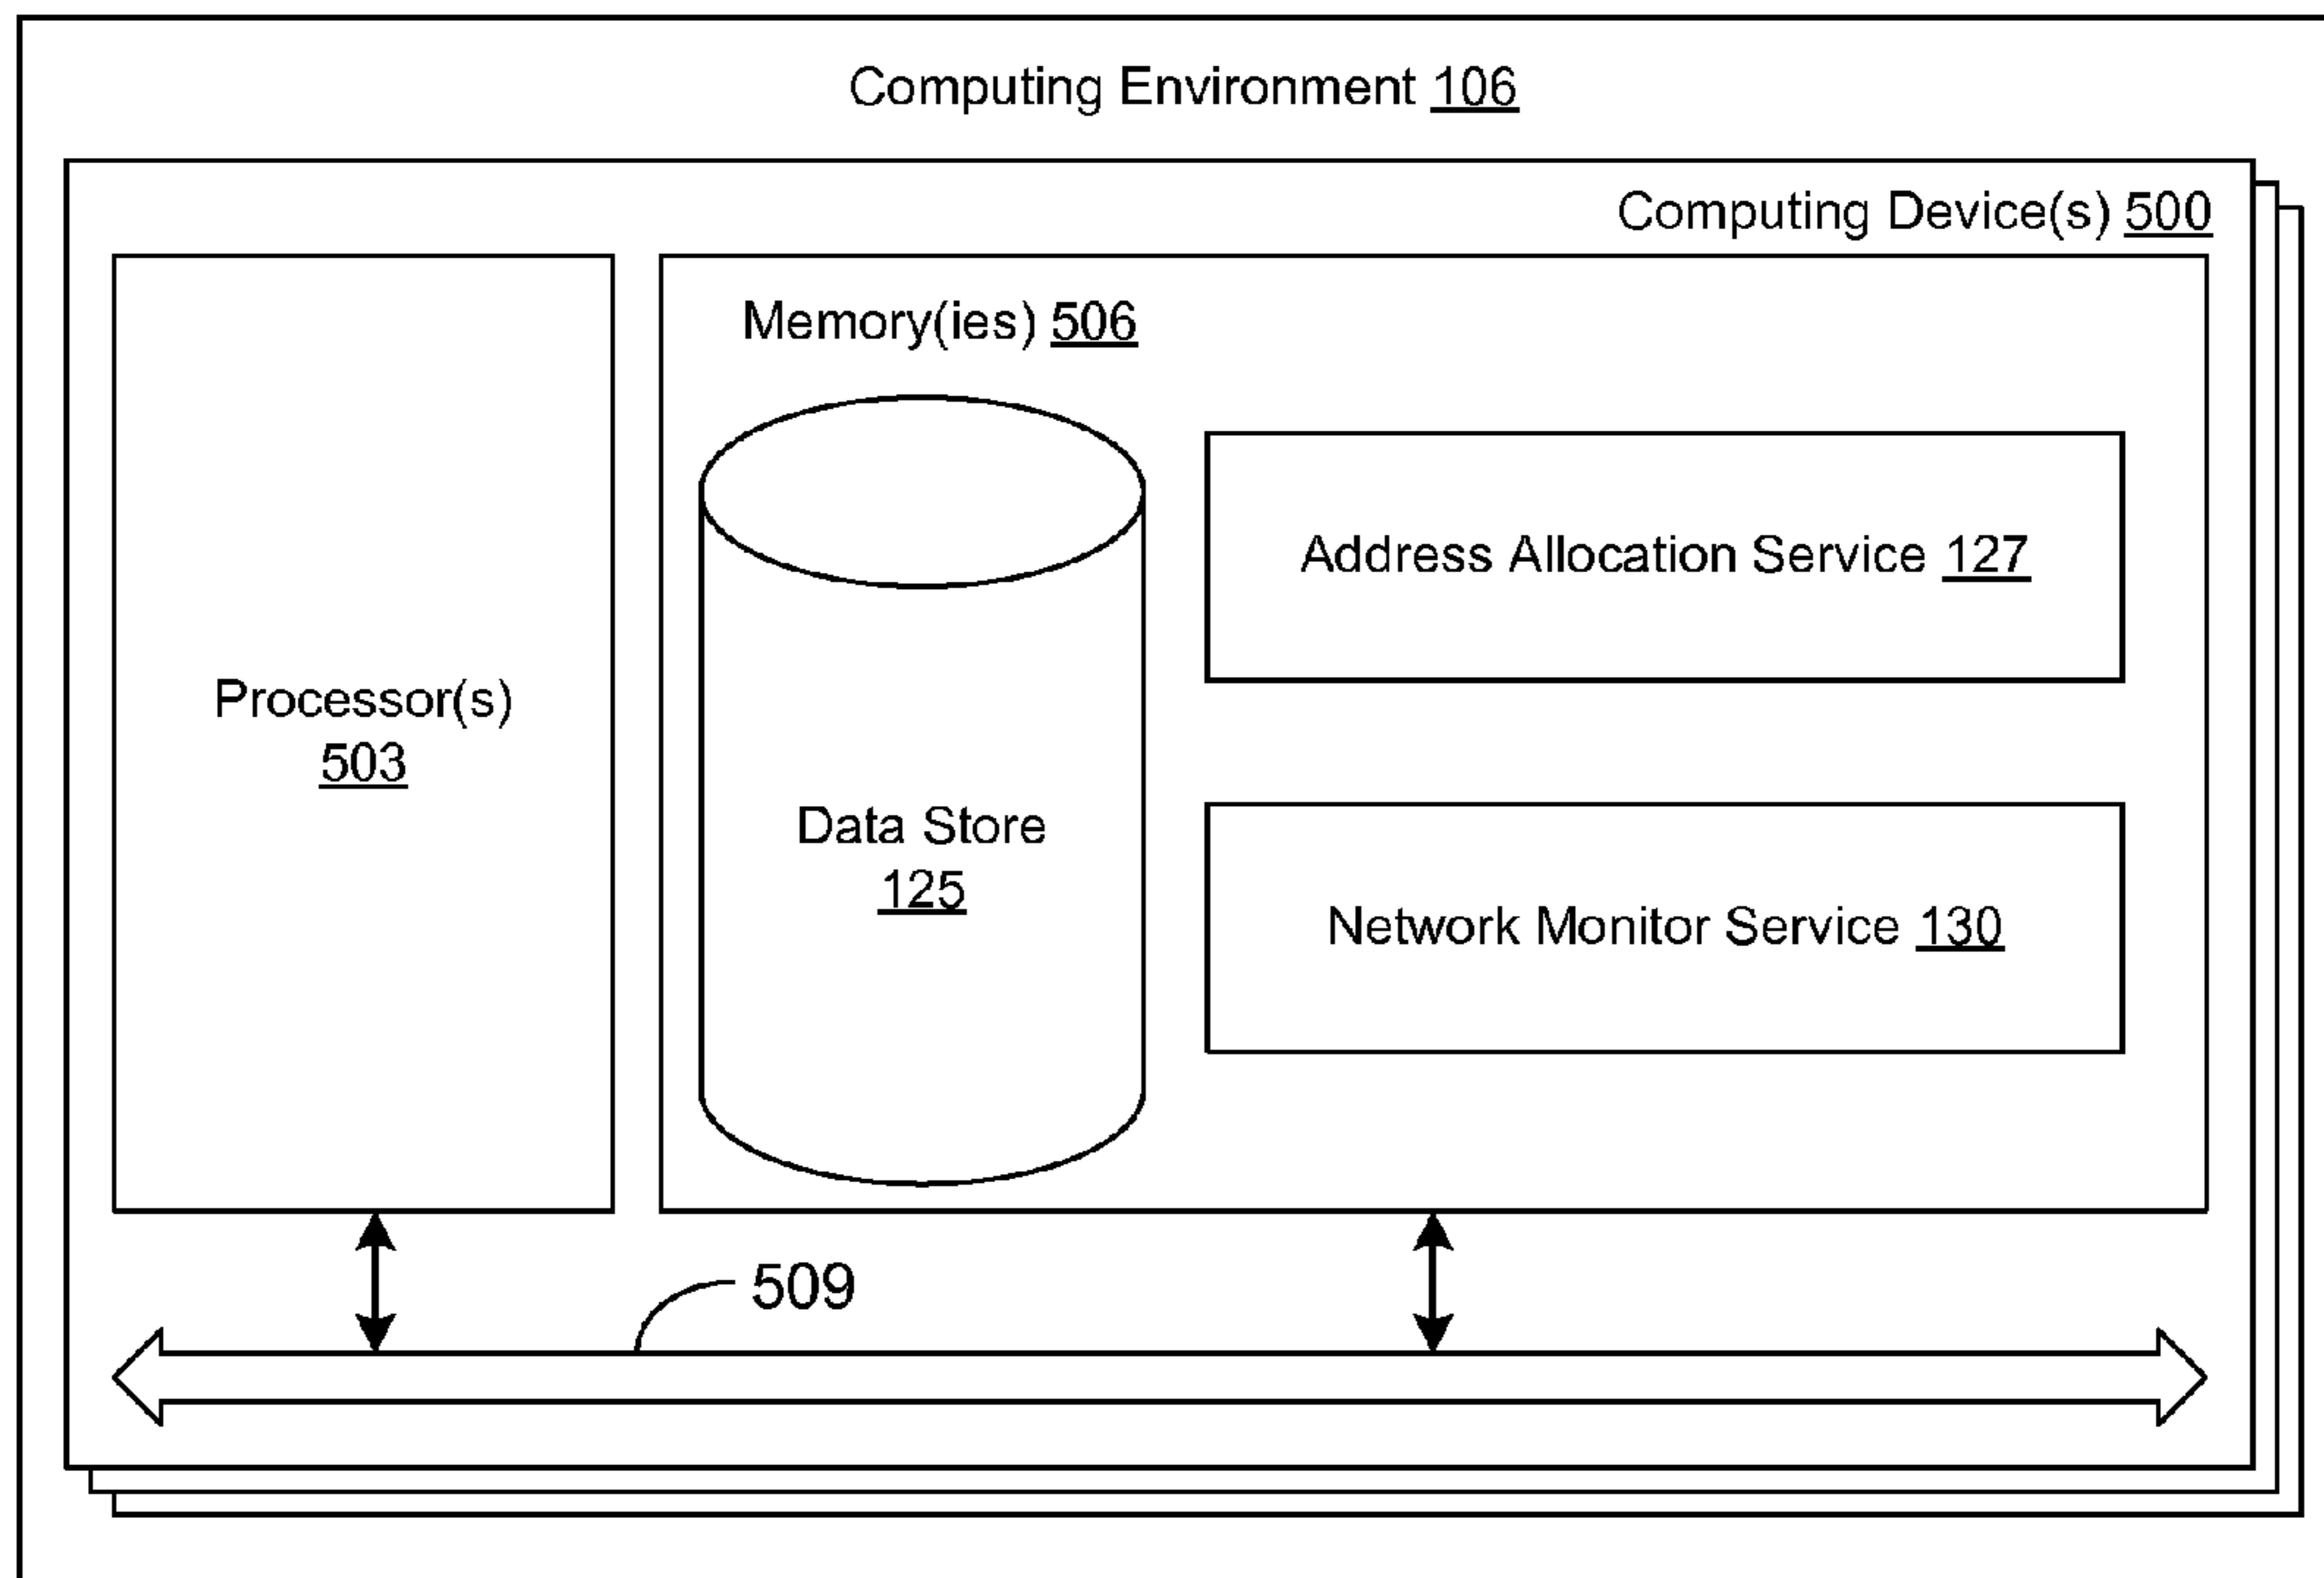 Computing Environment 106
Computing Device(s) 500
Memory(ies) 506
Address Allocation Service 127
Processor(s)
503
Data Store
125
Network Monitor Service 130
509